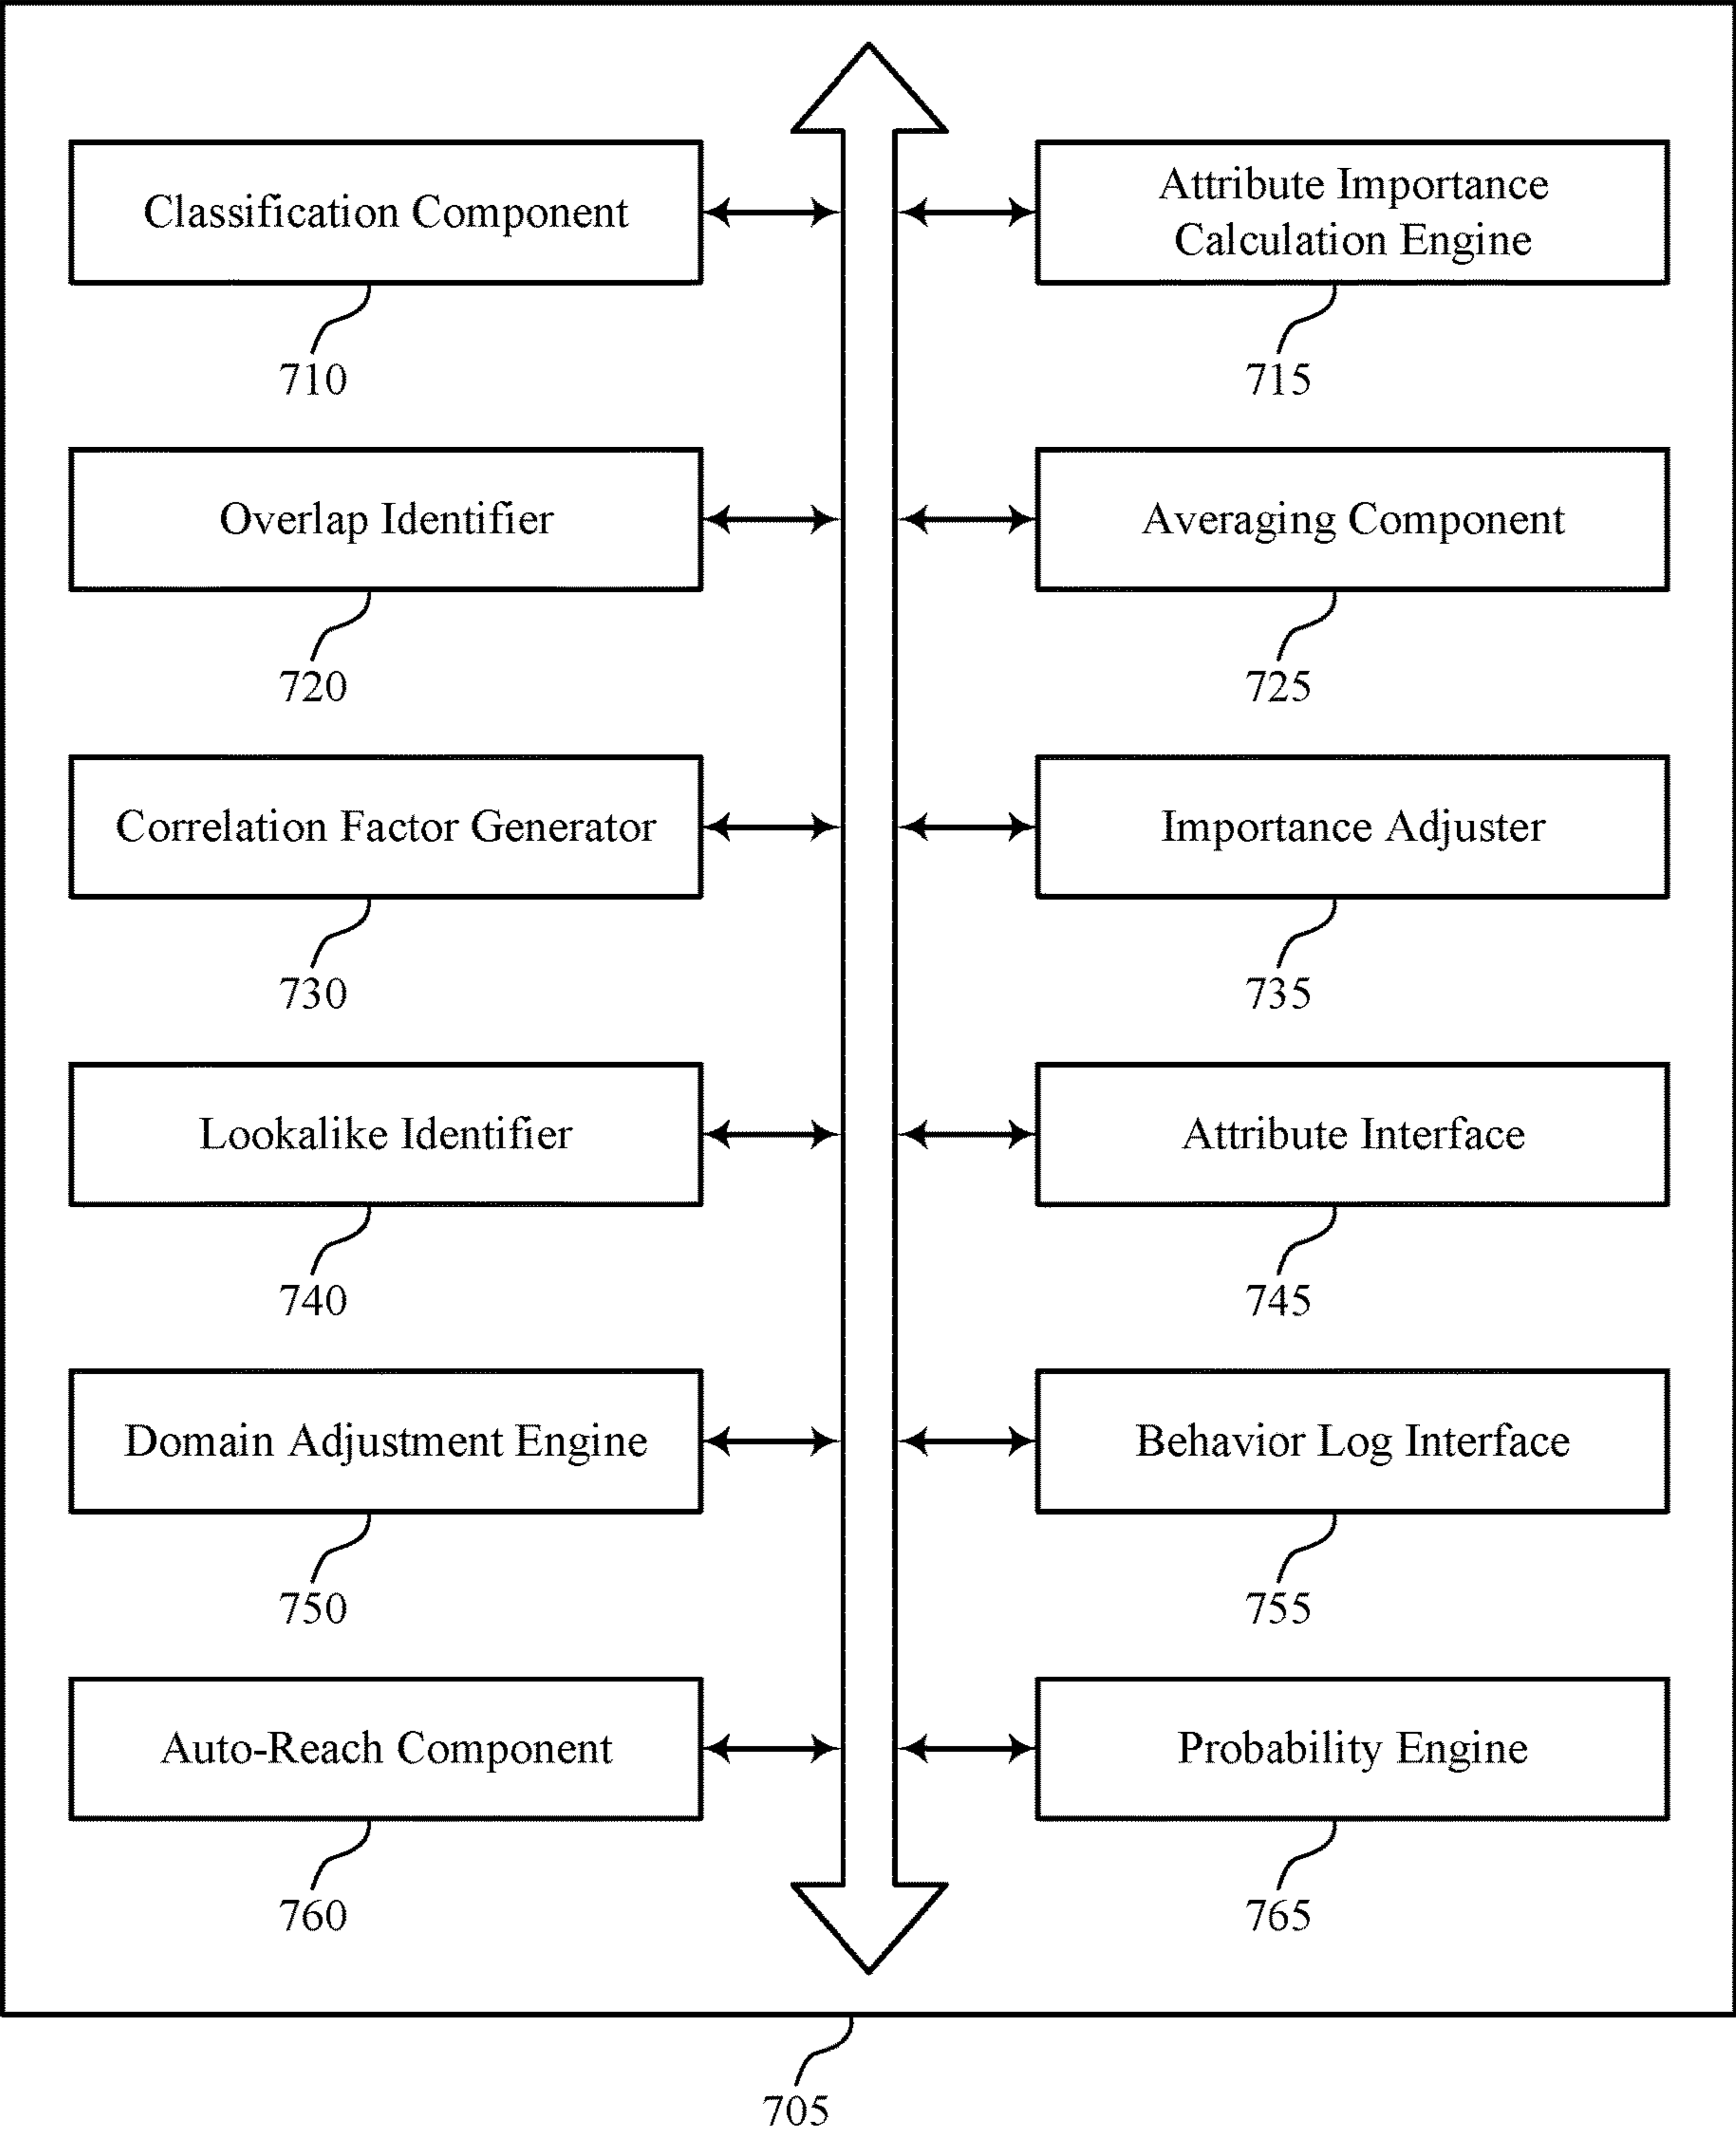 Classification Component
710
Attribute Importance
Calculation Engine
715
Overlap Identifier
720
Averaging Component
725
Correlation Factor Generator
730
Importance Adjuster
735
Lookalike Identifier
740
Attribute Interface
745
Domain Adjustment Engine
750
Behavior Log Interface
755
Auto-Reach Component
760
Probability Engine
765
705